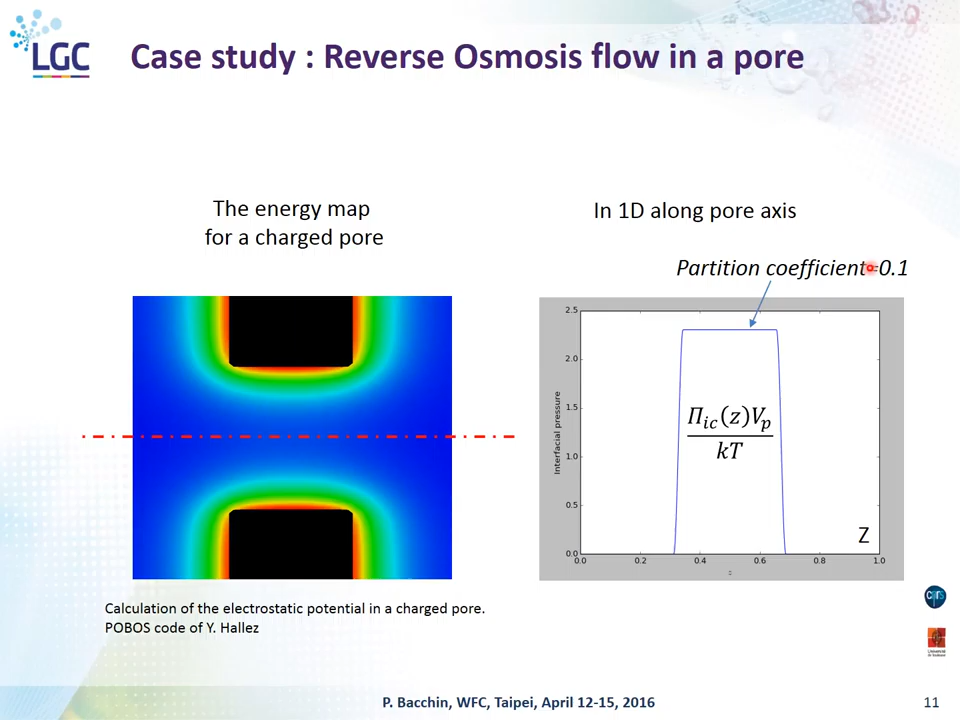 LGC
Case study : Reverse Osmosis flow in a pore
The energy map
for a charged pore
In 1D along pore axis
Partition coefficient=0.1
2.5
2.0
1.5
1.0
0.5
0.0
Interfacial pressure
Π_ic(z)V_p
kT
Z
0.0 0.2 0.4 0.6 0.8 1.0
z
Calculation of the electrostatic potential in a charged pore.
POBOS code of Y. Hallez
cnrs
P. Bacchin, WFC, Taipei, April 12-15, 2016
11